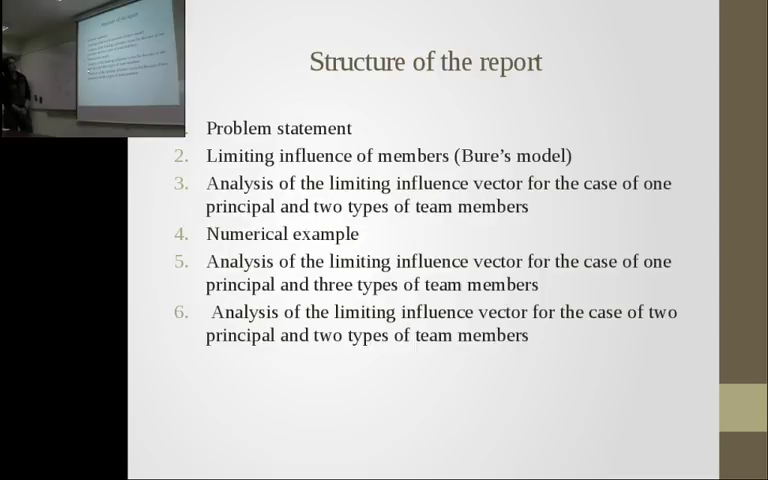 Structure of the report
Problem statement
2. Limiting influence of members (Bure’s model)
3. Analysis of the limiting influence vector for the case of one
principal and two types of team members
4. Numerical example
5. Analysis of the limiting influence vector for the case of one
principal and three types of team members
6. Analysis of the limiting influence vector for the case of two
principal and two types of team members